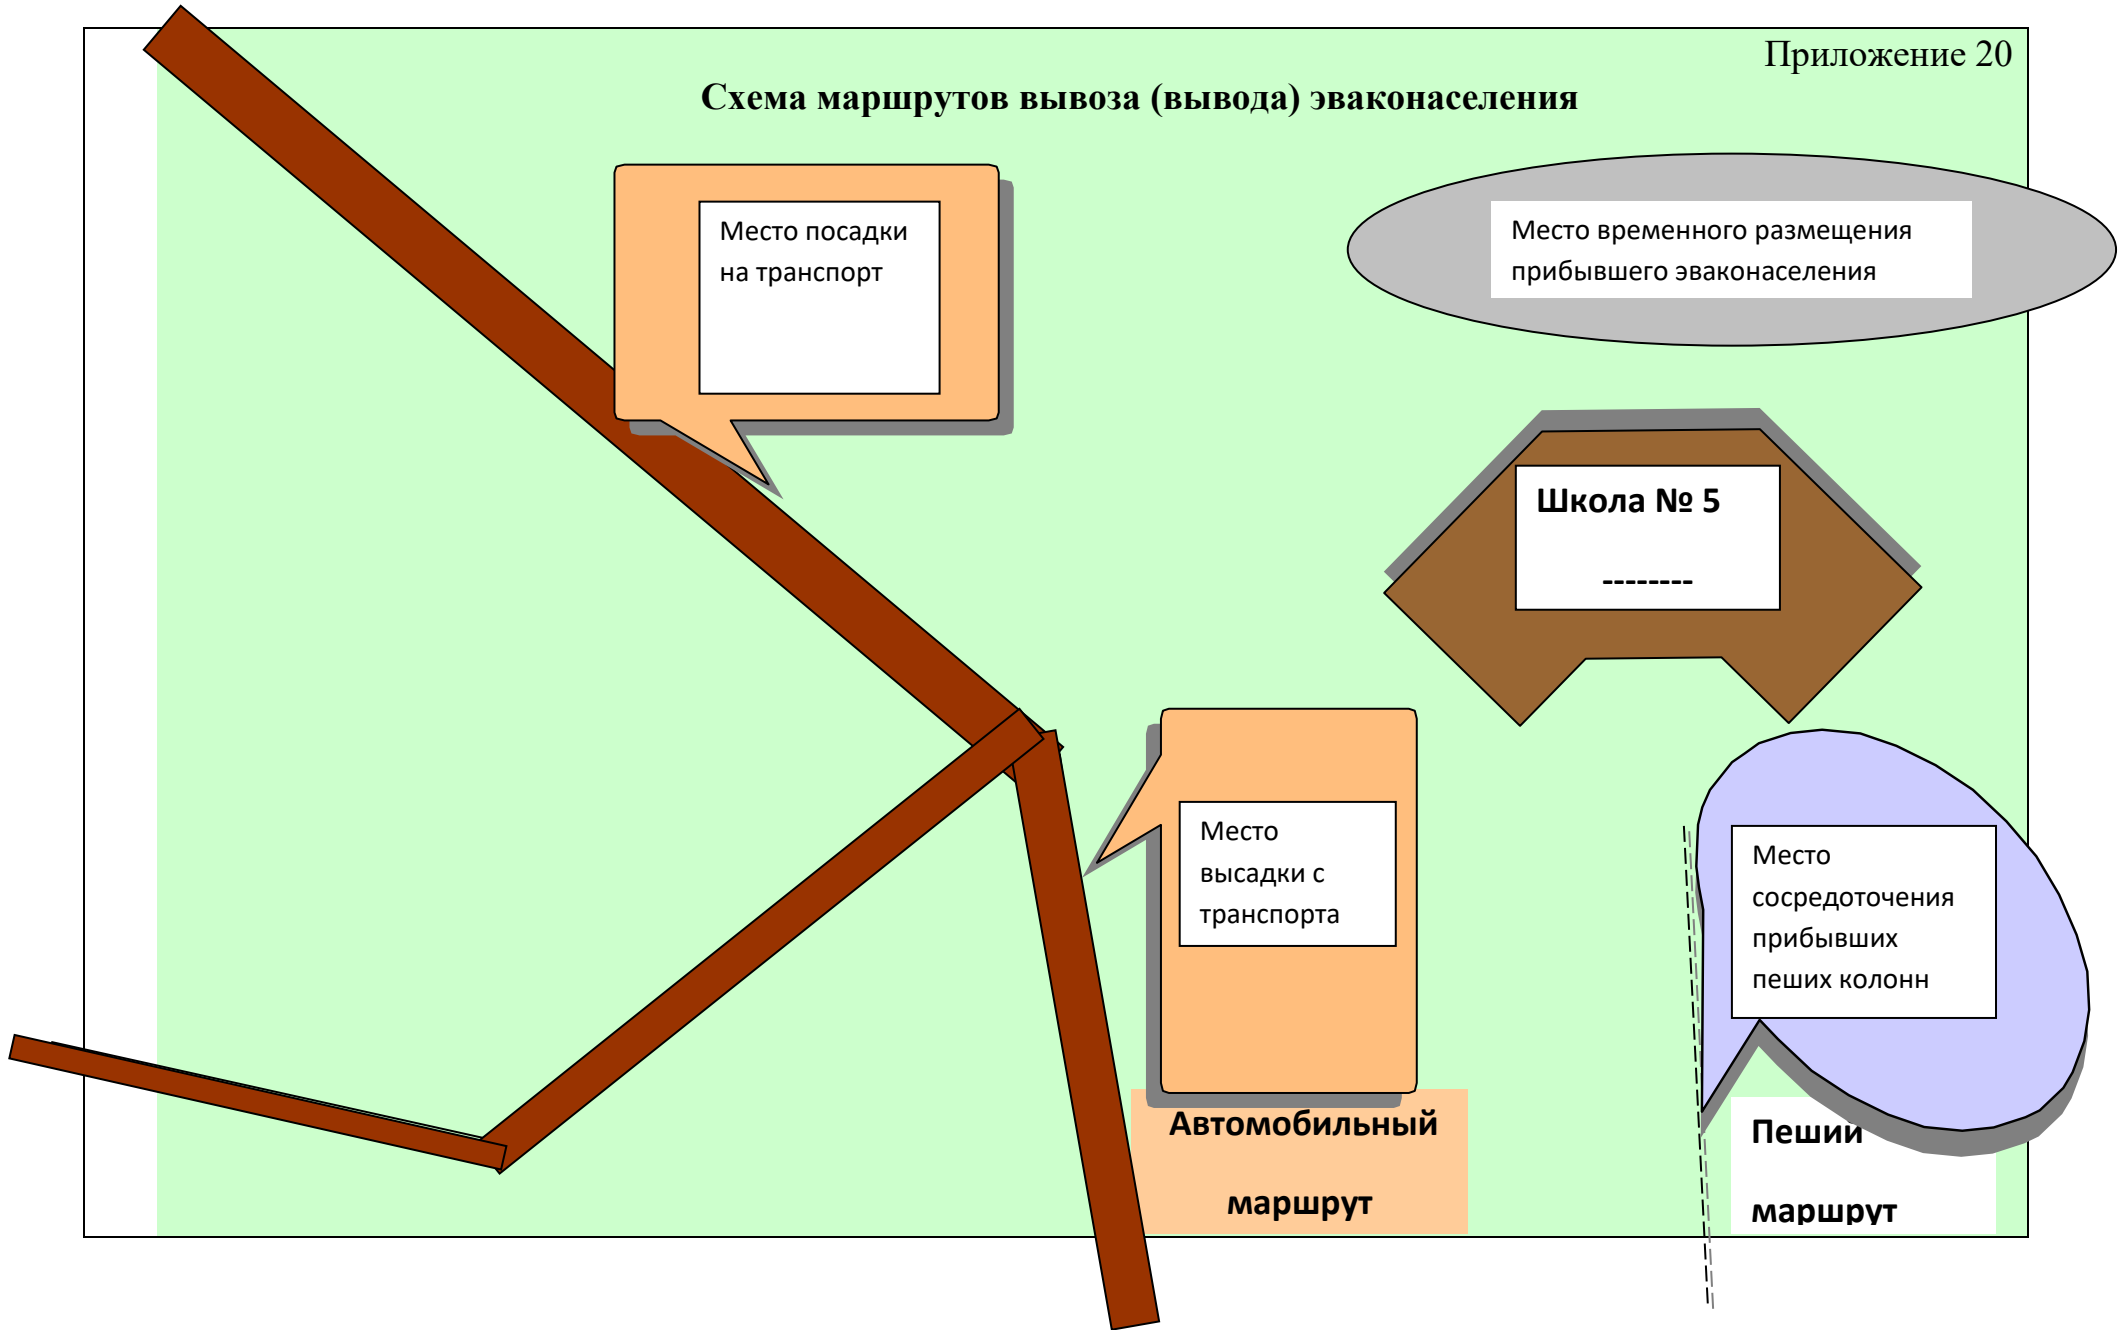 Приложение 20
Схема маршрутов вывоза (вывода) эваконаселения
Место посадки
на транспорт
Место временного размещения
прибывшего эваконаселения
Школа № 5
--------
Место
высадки с
транспорта
Место
сосредоточения
прибывших
пеших колонн
Автомобильный
маршрут
Пеший
маршрут